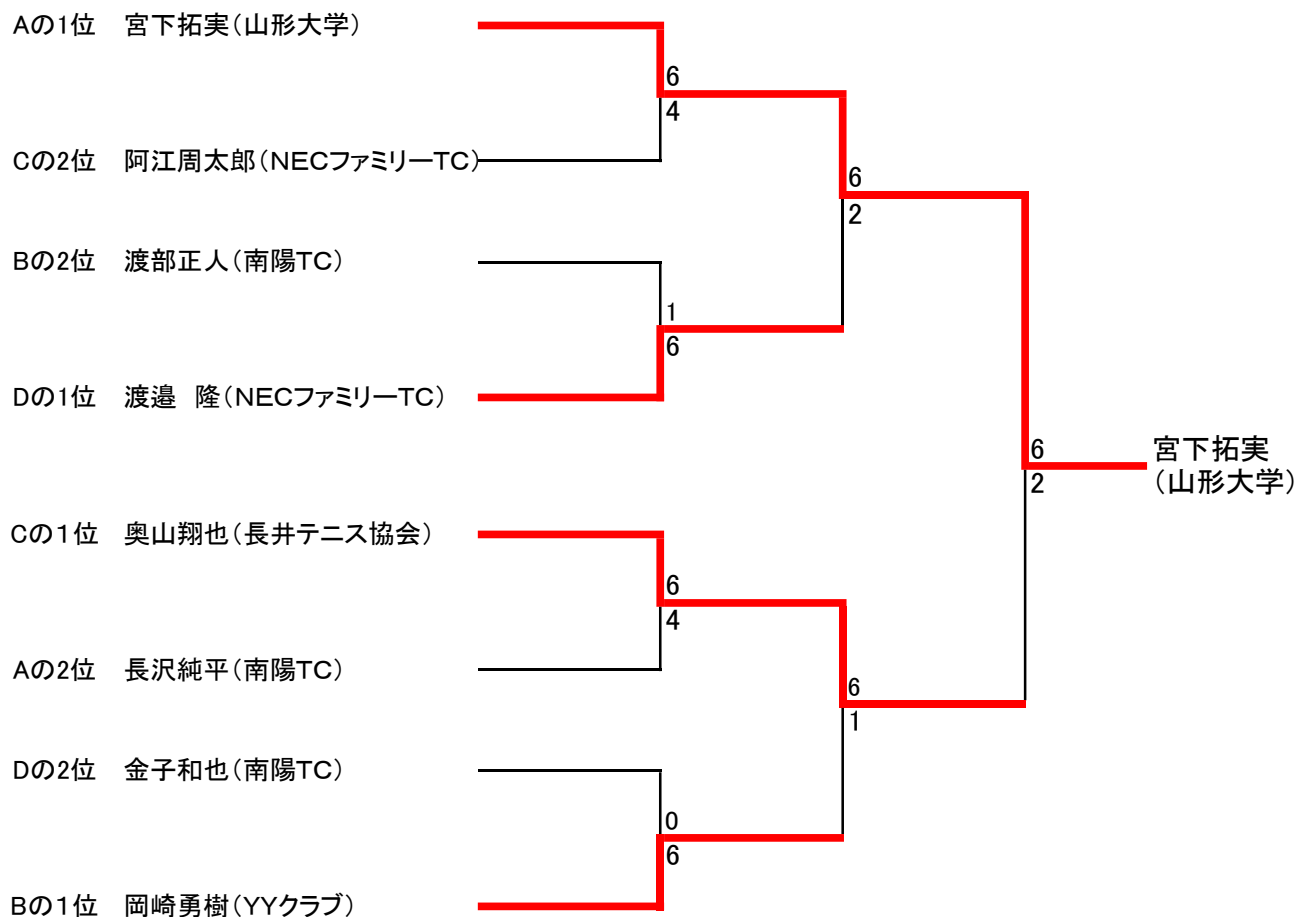 Aの1位 宮下拓実(山形大学)
6
4
Cの2位 阿江周太郎(NECファミリーTC)
6
2
Bの2位 渡部正人(南陽TC)
1
6
Dの1位 渡邉 隆(NECファミリーTC)
6
2
宮下拓実
(山形大学)
Cの1位 奥山翔也(長井テニス協会)
6
4
Aの2位 長沢純平(南陽TC)
6
1
Dの2位 金子和也(南陽TC)
0
6
Bの1位 岡崎勇樹(YYクラブ)